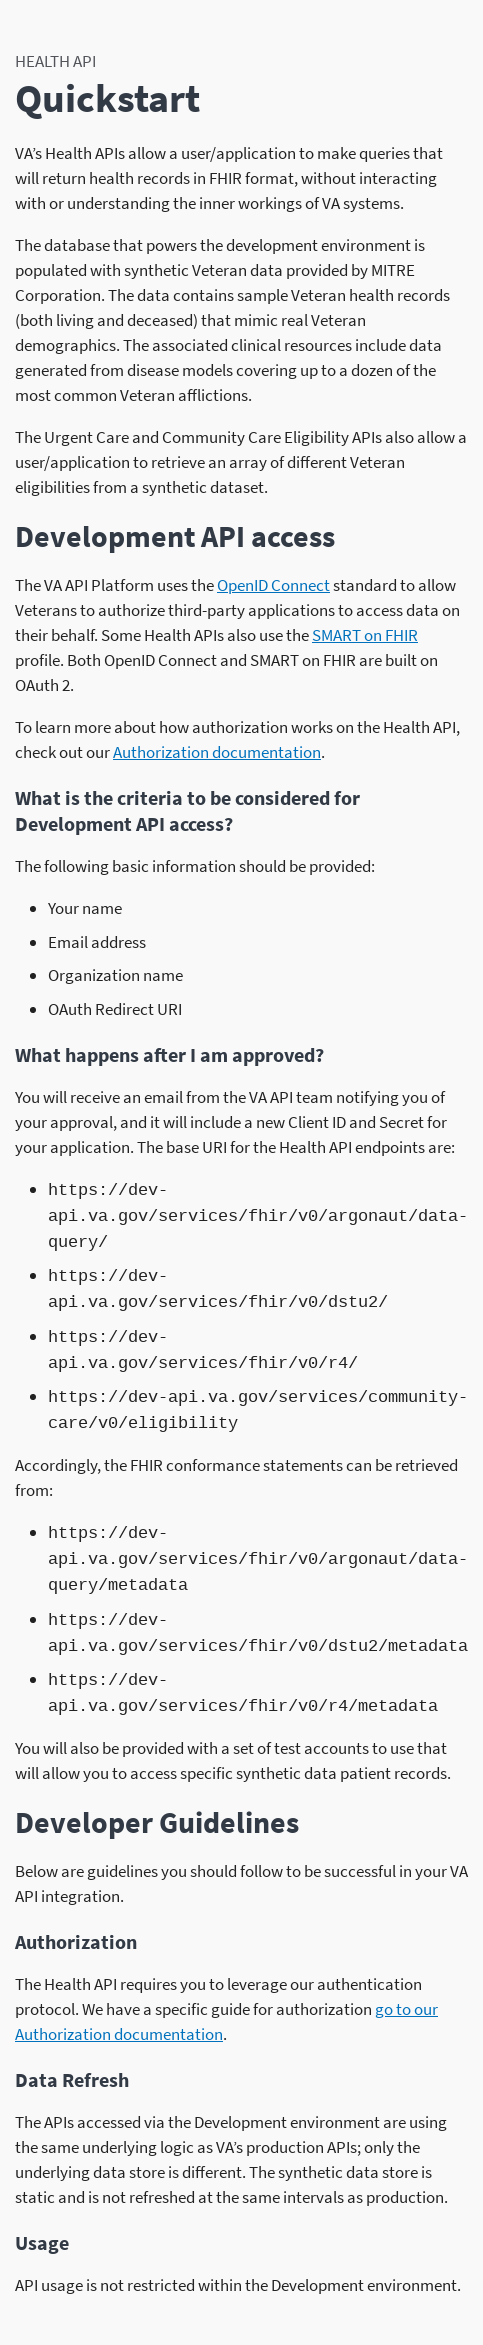 HEALTH API
Quickstart
VA’s Health APIs allow a user/application to make queries that
will return health records in FHIR format, without interacting
with or understanding the inner workings of VA systems.
The database that powers the development environment is
populated with synthetic Veteran data provided by MITRE
Corporation. The data contains sample Veteran health records
(both living and deceased) that mimic real Veteran
demographics. The associated clinical resources include data
generated from disease models covering up to a dozen of the
most common Veteran afflictions.
The Urgent Care and Community Care Eligibility APIs also allow a
user/application to retrieve an array of different Veteran
eligibilities from a synthetic dataset.
Development API access
The VA API Platform uses the OpenID Connect standard to allow
Veterans to authorize third-party applications to access data on
their behalf. Some Health APIs also use the SMART on FHIR
profile. Both OpenID Connect and SMART on FHIR are built on
OAuth 2.
To learn more about how authorization works on the Health API,
check out our Authorization documentation.
What is the criteria to be considered for
Development API access?
The following basic information should be provided:
• Your name
• Email address
• Organization name
• OAuth Redirect URI
What happens after I am approved?
You will receive an email from the VA API team notifying you of
your approval, and it will include a new Client ID and Secret for
your application. The base URI for the Health API endpoints are:
• https://dev-
api.va.gov/services/fhir/v0/argonaut/data-
query/
• https://dev-
api.va.gov/services/fhir/v0/dstu2/
• https://dev-
api.va.gov/services/fhir/v0/r4/
• https://dev-api.va.gov/services/community-
care/v0/eligibility
Accordingly, the FHIR conformance statements can be retrieved
from:
• https://dev-
api.va.gov/services/fhir/v0/argonaut/data-
query/metadata
• https://dev-
api.va.gov/services/fhir/v0/dstu2/metadata
• https://dev-
api.va.gov/services/fhir/v0/r4/metadata
You will also be provided with a set of test accounts to use that
will allow you to access specific synthetic data patient records.
Developer Guidelines
Below are guidelines you should follow to be successful in your VA
API integration.
Authorization
The Health API requires you to leverage our authentication
protocol. We have a specific guide for authorization go to our
Authorization documentation.
Data Refresh
The APIs accessed via the Development environment are using
the same underlying logic as VA’s production APIs; only the
underlying data store is different. The synthetic data store is
static and is not refreshed at the same intervals as production.
Usage
API usage is not restricted within the Development environment.